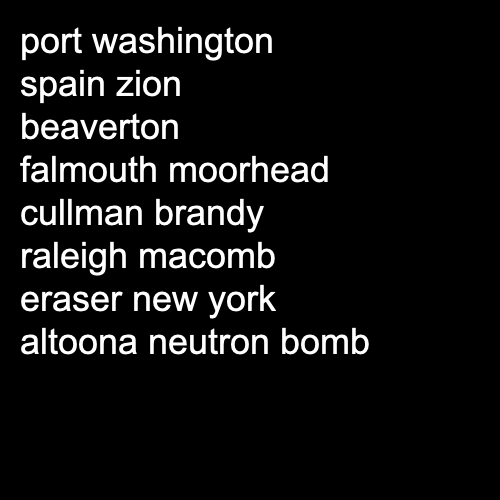 port washington
spain zion
beaverton
falmouth moorhead
cullman brandy
raleigh macomb
eraser new york
altoona neutron bomb